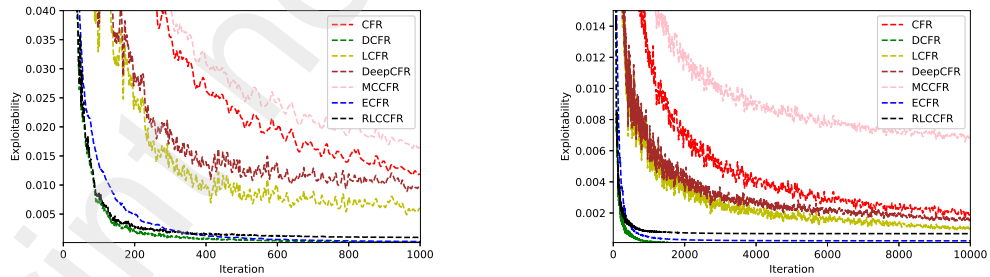 0.040
0.035
0.030
0.025
0.020
0.015
0.010
0.005
Exploitability
0
200
400
600
800
1000
Iteration
CFR
DCFR
LCFR
DeepCFR
MCCFR
ECFR
RLCCFR
0.014
0.012
0.010
0.008
0.006
0.004
0.002
Exploitability
0
2000
4000
6000
8000
10000
Iteration
CFR
DCFR
LCFR
DeepCFR
MCCFR
ECFR
RLCCFR